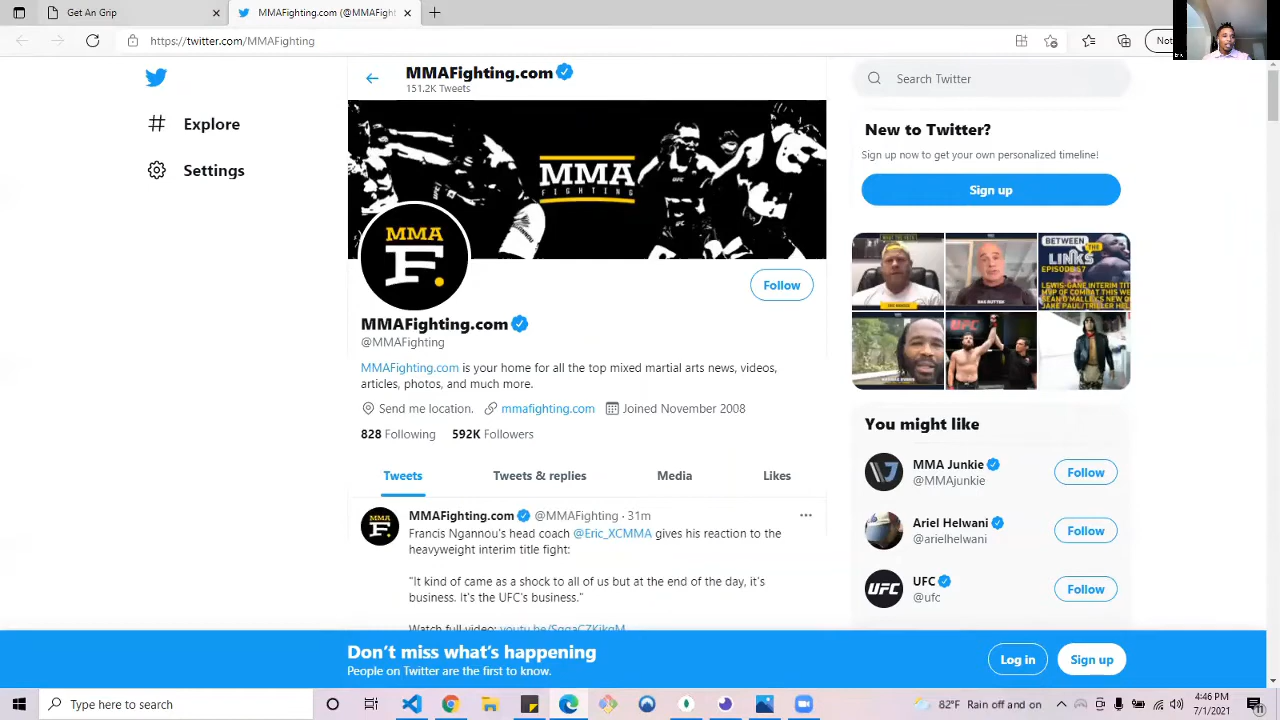 Get An Grip
MMAFighting.com (@MMAFight
https://twitter.com/MMAFighting
MMAFighting.com
151.2K Tweets
Search Twitter
Explore
Settings
MMA
FIGHTING
MMA
F.
Follow
MMAFighting.com
@MMAFighting
MMAFighting.com is your home for all the top mixed martial arts news, videos,
articles, photos, and much more.
Send me location. mmafighting.com Joined November 2008
828 Following 592K Followers
Tweets Tweets & replies Media Likes
MMAFighting.com @MMAFighting · 31m
Francis Ngannou's head coach @Eric_XCMMA gives his reaction to the
heavyweight interim title fight:
"It kind of came as a shock to all of us but at the end of the day, it's
business. It's the UFC's business."
Watch full video:
New to Twitter?
Sign up now to get your own personalized timeline!
Sign up
BETWEEN
THE
LINKS
You might like
MMA Junkie
@MMAjunkie
Follow
Ariel Helwani
@arielhelwani
Follow
UFC
UFC
@ufc
Follow
Don't miss what's happening
People on Twitter are the first to know.
Log in Sign up
Type here to search
82°F Rain off and on
4:46 PM
7/1/2021